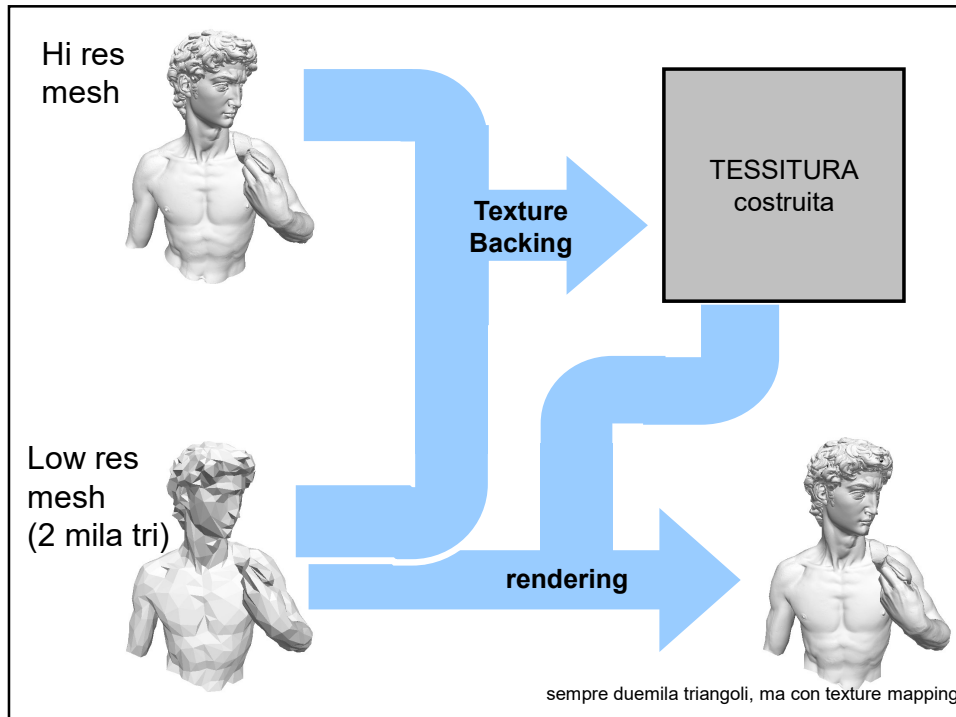 Hi res
mesh
TESSITURA
costruita
Texture
Backing
Low res
mesh
(2 mila tri)
rendering
sempre duemila triangoli, ma con texture mapping